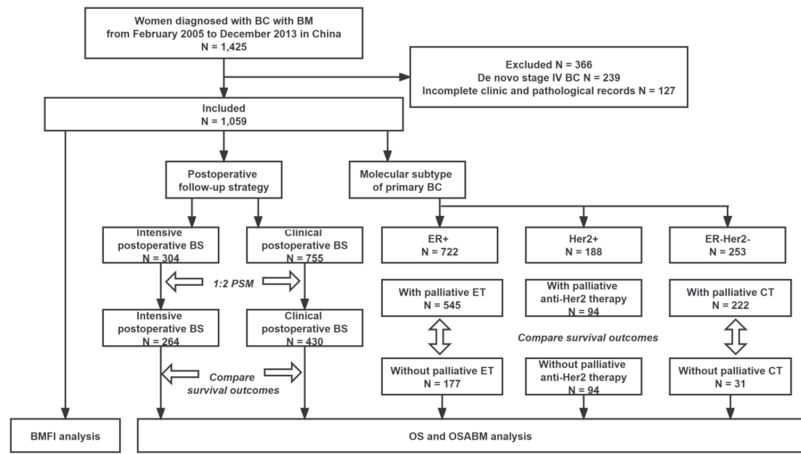 Women diagnosed with BC with BM
from February 2005 to December 2013 in China
N = 1,425
Excluded N = 366
De novo stage IV BC N = 239
Incomplete clinic and pathological records N = 127
Included
N = 1,059
Postoperative
follow-up strategy
Molecular subtype
of primary BC
Intensive
postoperative BS
N = 304
Clinical
postoperative BS
N = 755
ER+
N = 722
Her2+
N = 188
ER-Her2-
N = 253
1:2 PSM
With palliative ET
N = 545
With palliative
anti-Her2 therapy
N = 94
With palliative CT
N = 222
Intensive
postoperative BS
N = 264
Clinical
postoperative BS
N = 430
Compare survival outcomes
Compare
survival outcomes
Without palliative ET
N = 177
Without palliative
anti-Her2 therapy
N = 94
Without palliative CT
N = 31
BMFI analysis
OS and OSABM analysis